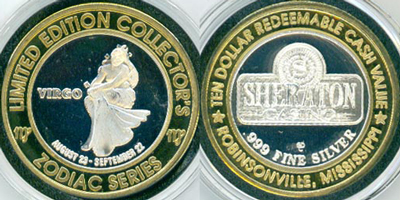 LIMITED EDITION COLLECTOR'S
VIRGO
AUGUST 23 - SEPTEMBER 22
ZODIAC SERIES
TEN DOLLAR REDEEMABLE CASH VALUE
S
SHERATON
CASINO
.999 FINE SILVER
ROBINSONVILLE, MISSISSIPPI